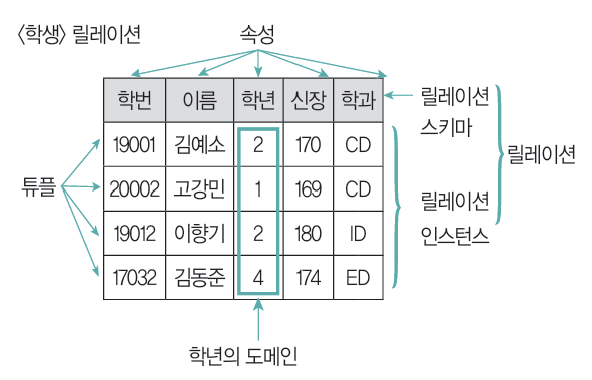 〈학생〉 릴레이션
속성
학번 이름 학년 신장 학과
릴레이션
스키마
19001 김예소 2 170 CD
20002 고강민 1 169 CD
19012 이향기 2 180 ID
17032 김동준 4 174 ED
튜플
릴레이션
인스턴스
릴레이션
학년의 도메인